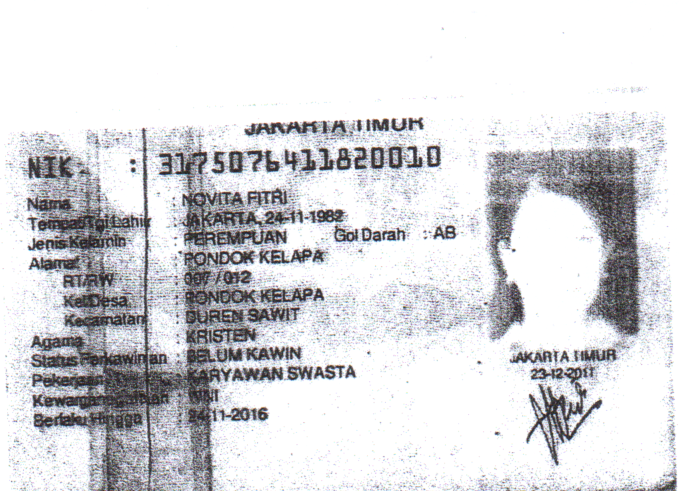 JAKARTA TIMUR
NIK : 3175076411820010
Nama : NOVITA FITRI
Tempat/Tgl Lahir : JAKARTA, 24-11-1982
Jenis Kelamin : PEREMPUAN Gol Darah : AB
Alamat : PONDOK KELAPA
RT/RW : 007 / 012
Kel/Desa : PONDOK KELAPA
Kecamatan : DUREN SAWIT
Agama : KRISTEN
Status Perkawinan : BELUM KAWIN
Pekerjaan : KARYAWAN SWASTA
Kewarganegaraan : WNI
Berlaku Hingga : 24-11-2016
JAKARTA TIMUR
23-12-2011